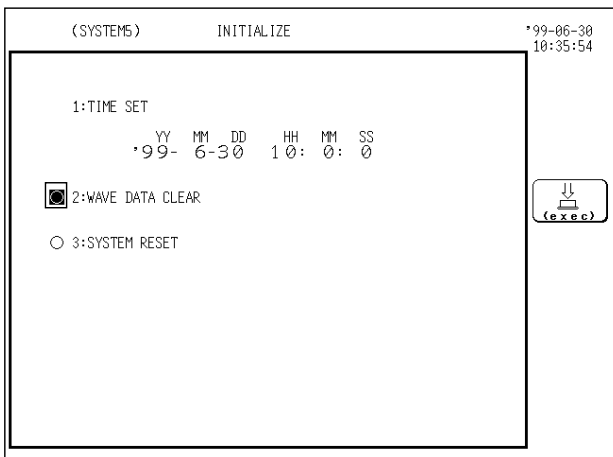 (SYSTEM5) INITIALIZE '99-06-30
10:35:54
1:TIME SET
YY MM DD HH MM SS
'99- 6-30 10: 0: 0
2:WAVE DATA CLEAR
(exec)
3:SYSTEM RESET